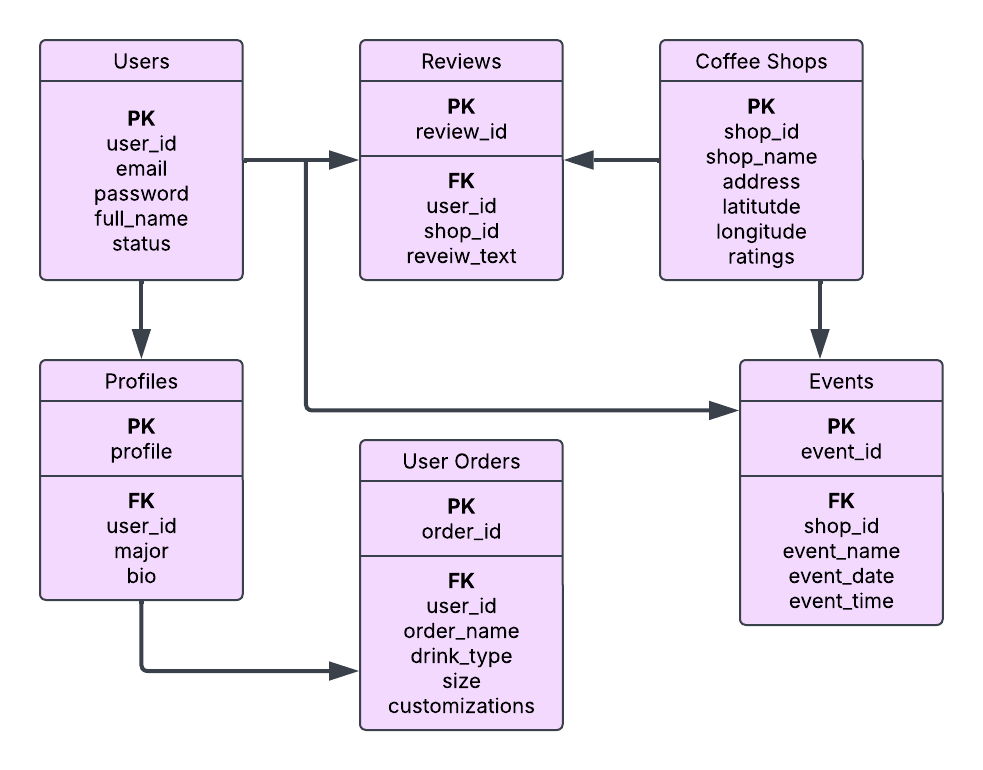 Users
PK
user_id
email
password
full_name
status
Reviews
PK
review_id
FK
user_id
shop_id
reveiw_text
Coffee Shops
PK
shop_id
shop_name
address
latitutde
longitude
ratings
Profiles
PK
profile
FK
user_id
major
bio
User Orders
PK
order_id
FK
user_id
order_name
drink_type
size
customizations
Events
PK
event_id
FK
shop_id
event_name
event_date
event_time